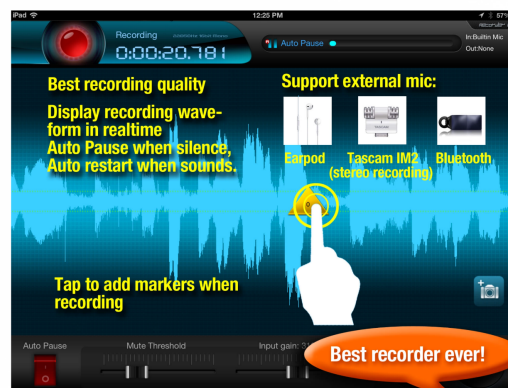 iPad
12:25 PM
57%
Recording
0:00:20.781
Auto Pause
In:Builtin Mic
Out:None
Best recording quality
Display recording wave-
form in realtime
Auto Pause when silence,
Auto restart when sounds.
Support external mic:
Earpod
Tascam IM2
(stereo recording)
Bluetooth
Tap to add markers when
recording
Auto Pause
Mute Threshold
Input gain:
Best recorder ever!